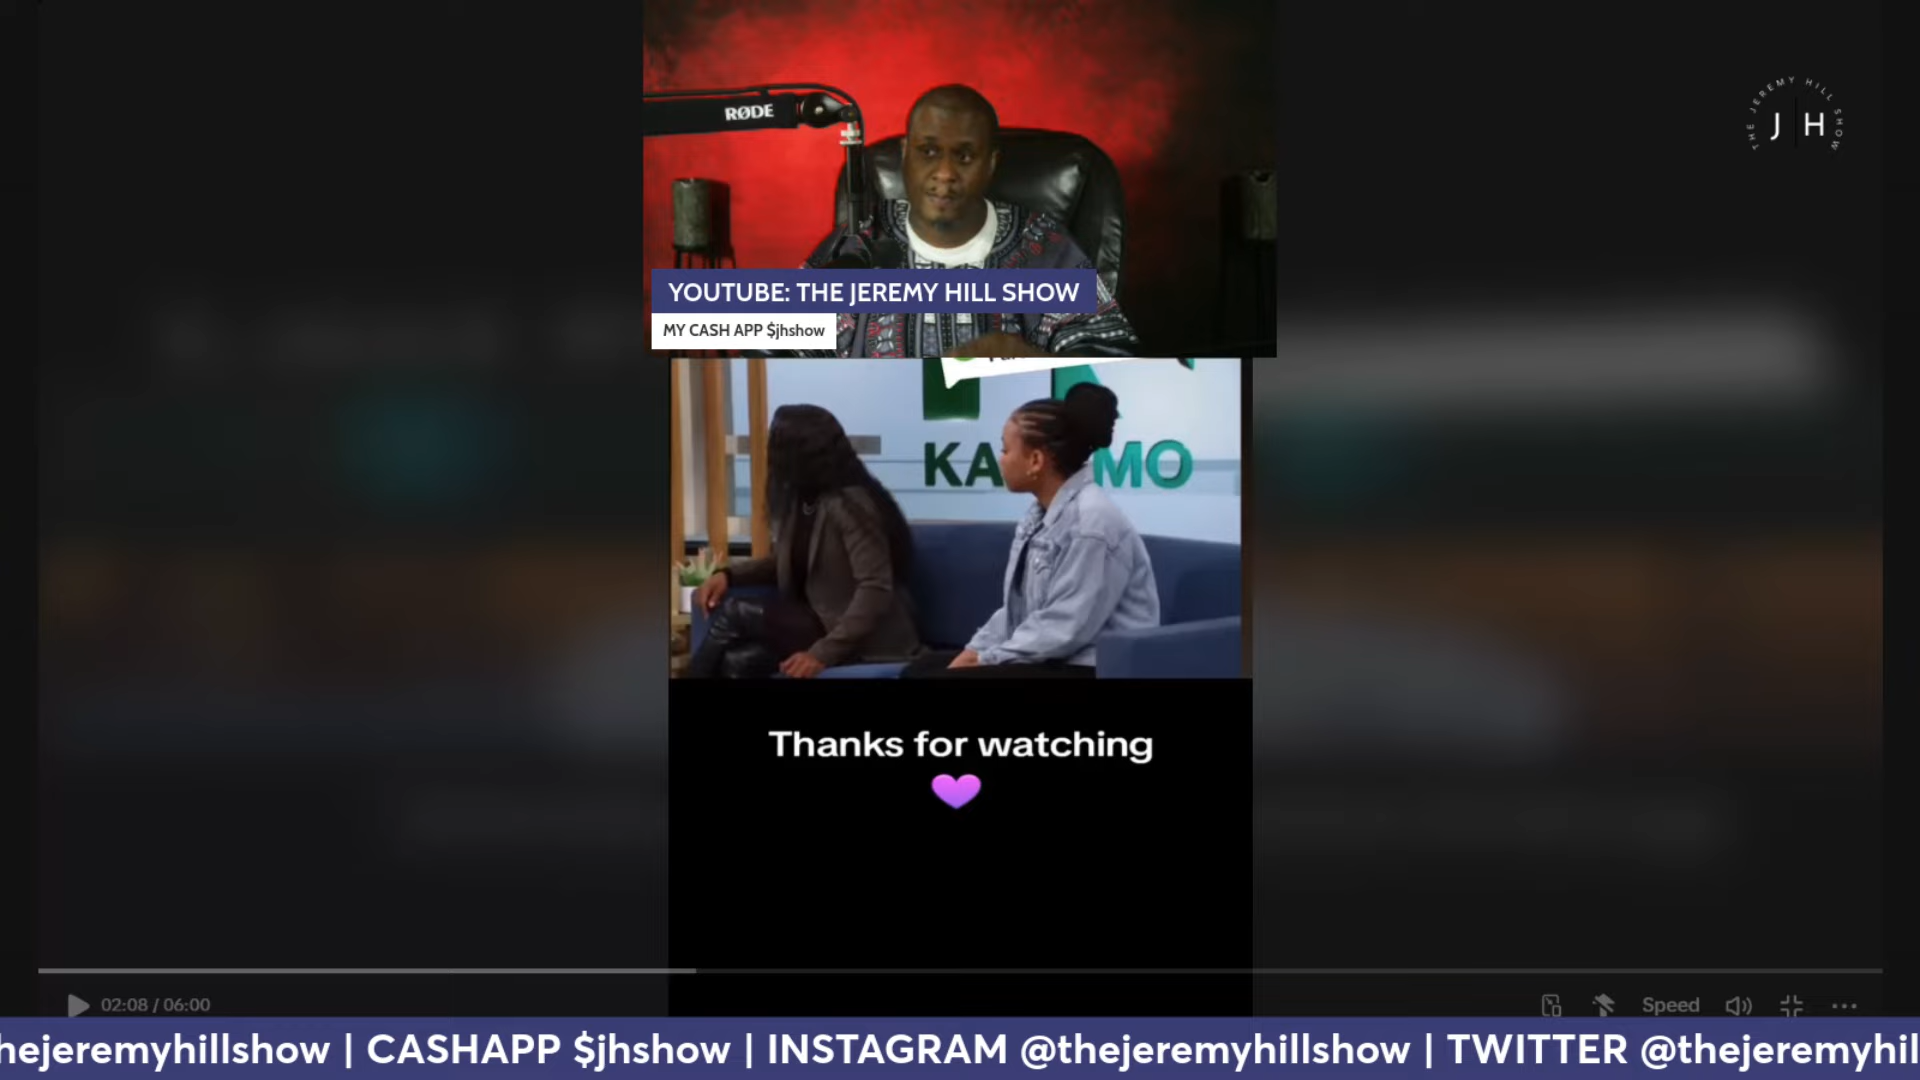 THE JEREMY HILL SHOW
J | H
RØDE
YOUTUBE: THE JEREMY HILL SHOW
MY CASH APP $jhshow
KA MO
Thanks for watching
02:08 / 06:00
Speed
hejeremyhillshow | CASHAPP $jhshow | INSTAGRAM @thejeremyhillshow | TWITTER @thejeremyhil